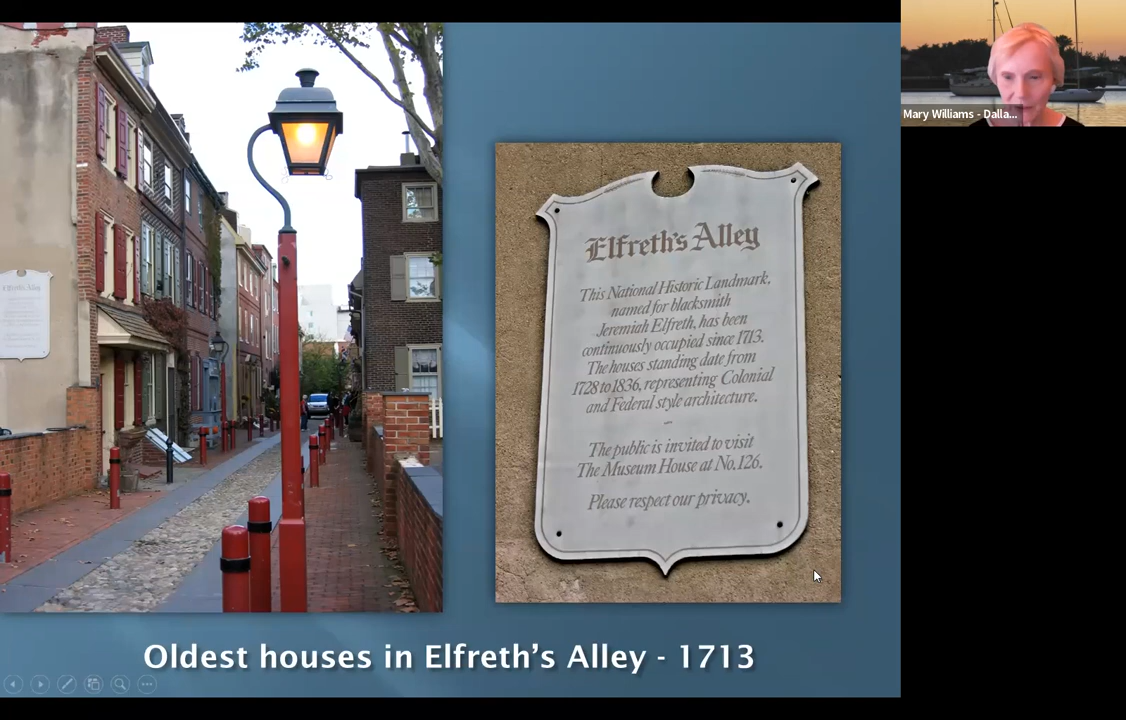 Mary Williams - Dalla...
Elfreth's Alley
This National Historic Landmark,
named for blacksmith
Jeremiah Elfreth, has been
continuously occupied since 1713.
The houses standing date from
1728 to 1836, representing Colonial
and Federal style architecture.
The public is invited to visit
The Museum House at No. 126.
Please respect our privacy.
Oldest houses in Elfreth's Alley - 1713